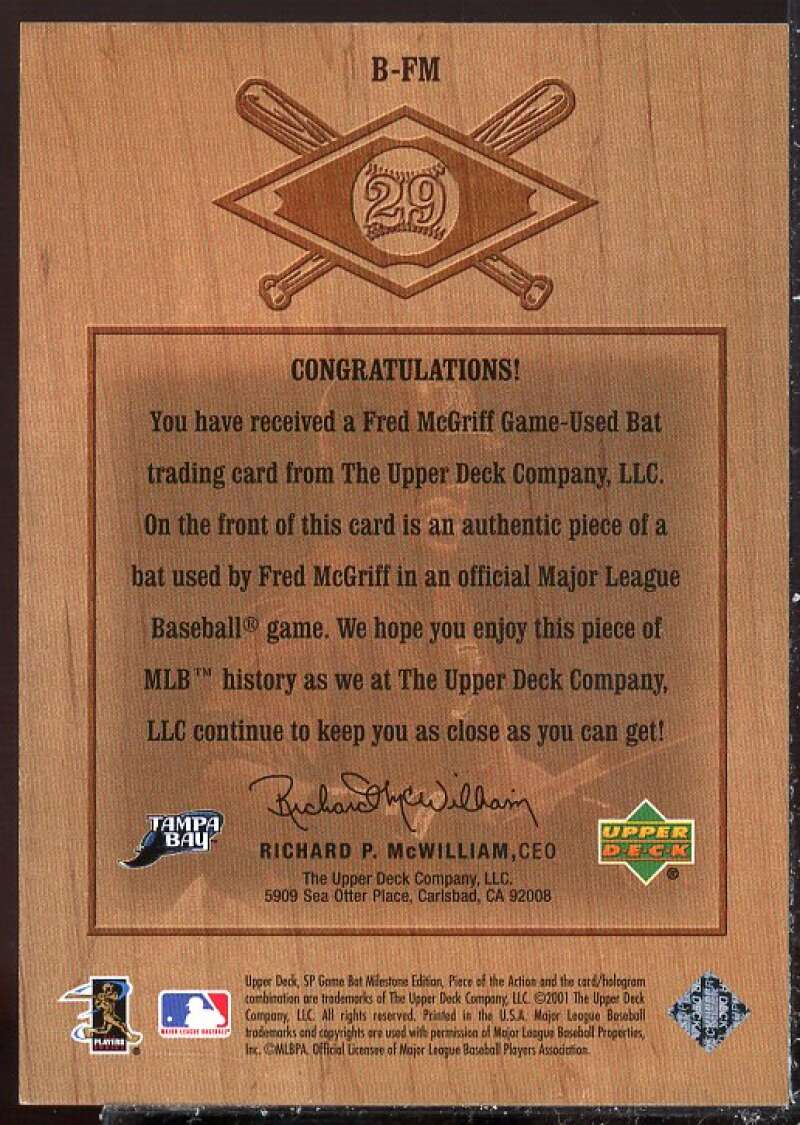 B-FM
29
CONGRATULATIONS!
You have received a Fred McGriff Game-Used Bat
trading card from The Upper Deck Company, LLC.
On the front of this card is an authentic piece of a
bat used by Fred McGriff in an official Major League
Baseball® game. We hope you enjoy this piece of
MLB™ history as we at The Upper Deck Company,
LLC continue to keep you as close as you can get!
Richard P McWilliam
TAMPA
BAY
RICHARD P. McWILLIAM, CEO
UPPER
D·E·C·K
®
The Upper Deck Company, LLC.
5909 Sea Otter Place, Carlsbad, CA 92008
PLAYERS
CHOICE
®
MAJOR LEAGUE BASEBALL
Upper Deck, SP Game Bat Milestone Edition, Piece of the Action and the card/hologram
combination are trademarks of The Upper Deck Company, LLC. ©2001 The Upper Deck
Company, LLC. All rights reserved. Printed in the U.S.A. Major League Baseball
trademarks and copyrights are used with permission of Major League Baseball Properties,
Inc. ©MLBPA. Official Licensee of Major League Baseball Players Association.